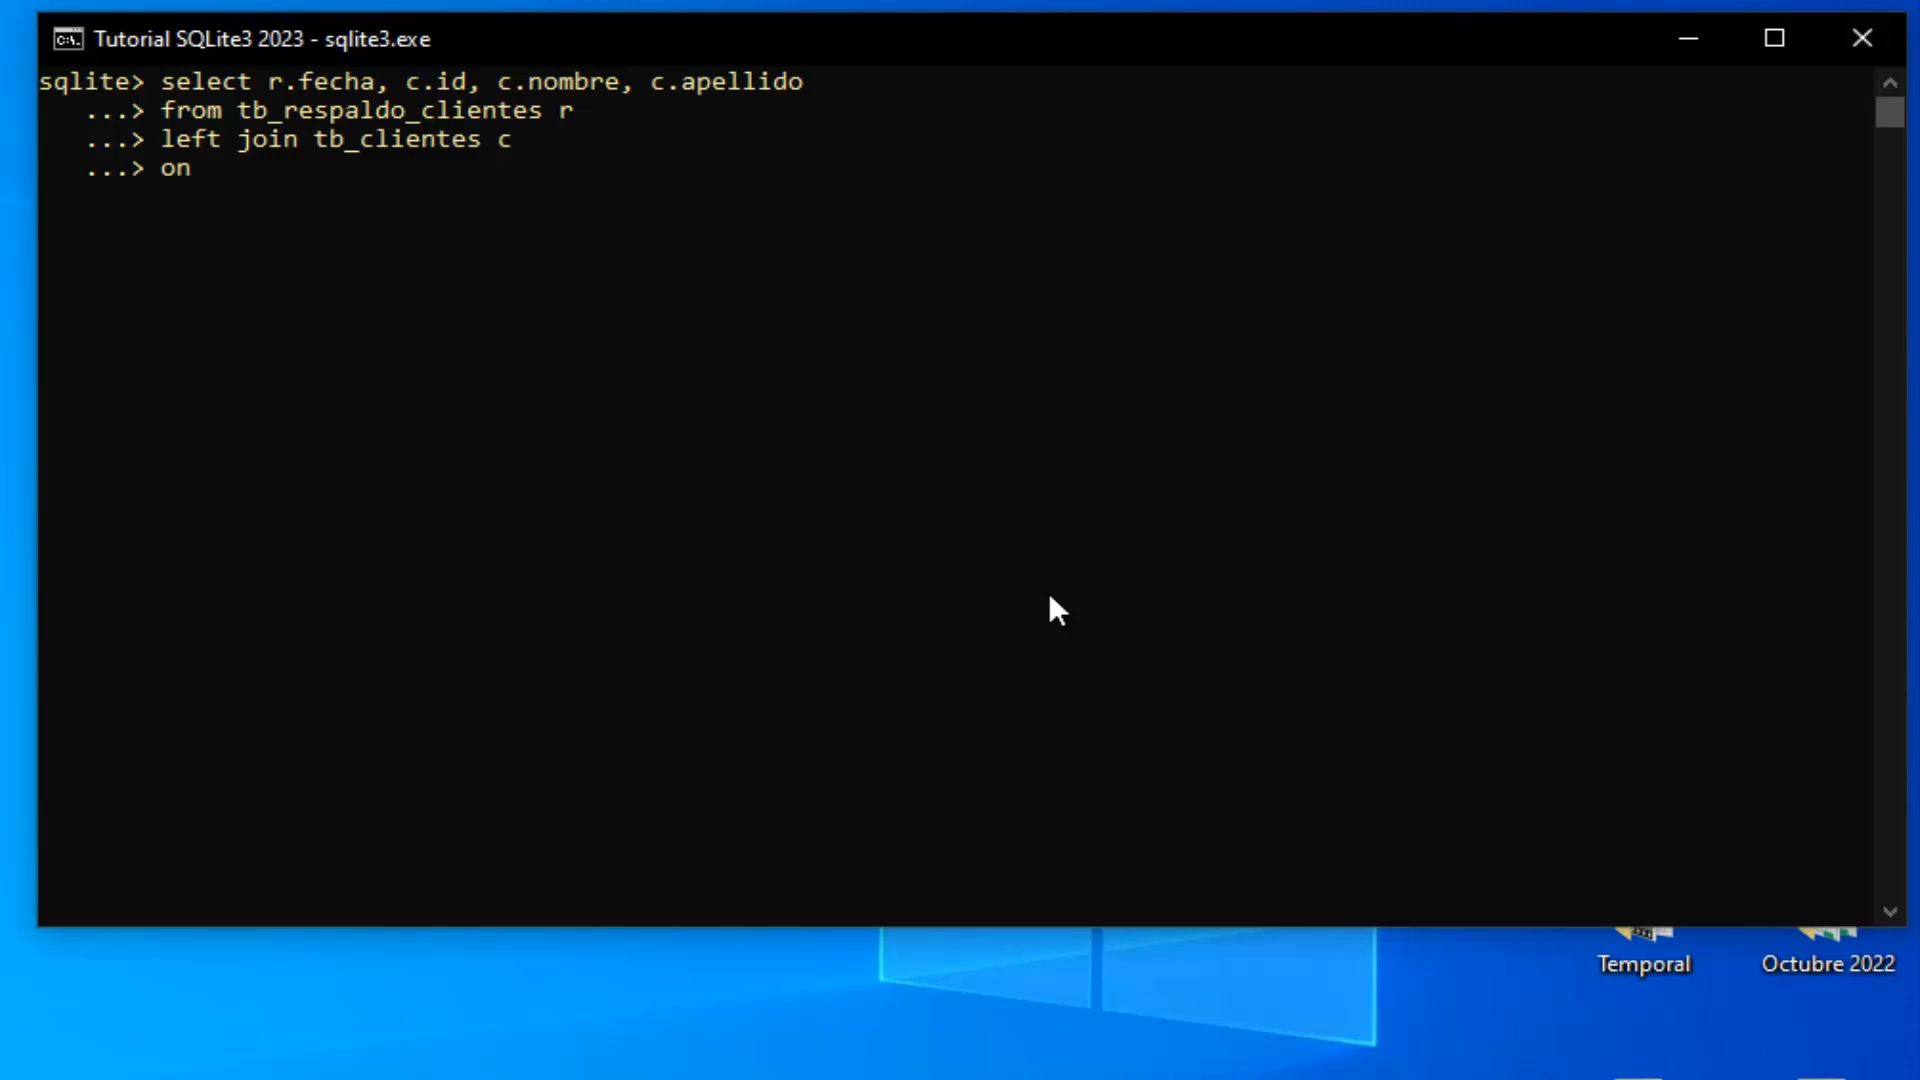 Tutorial SQLite3 2023 - sqlite3.exe
sqlite> select r.fecha, c.id, c.nombre, c.apellido
...> from tb_respaldo_clientes r
...> left join tb_clientes c
...> on
Temporal
Octubre 2022